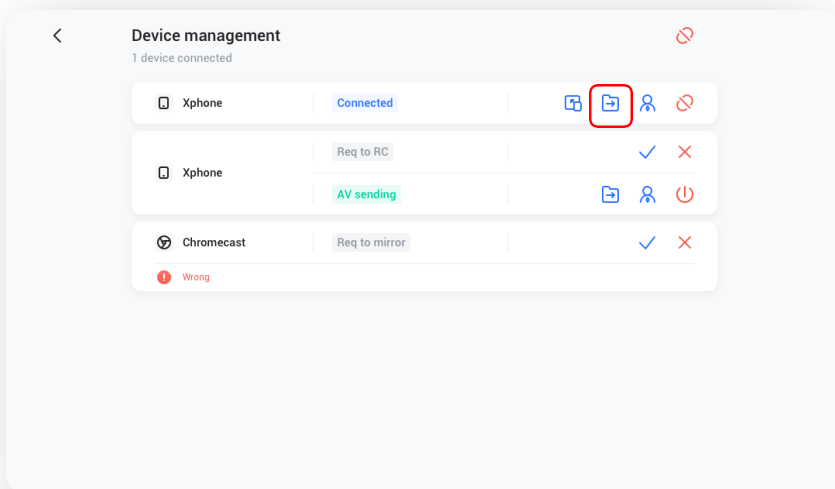 Device management
1 device connected
Xphone
Connected
Req to RC
Xphone
AV sending
Chromecast
Req to mirror
Wrong